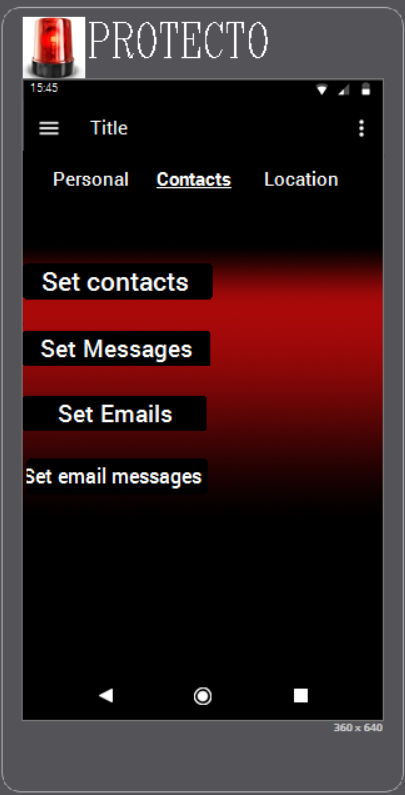 PROTECTO
15:45
Title
Personal Contacts Location
Set contacts
Set Messages
Set Emails
Set email messages
360 x 640